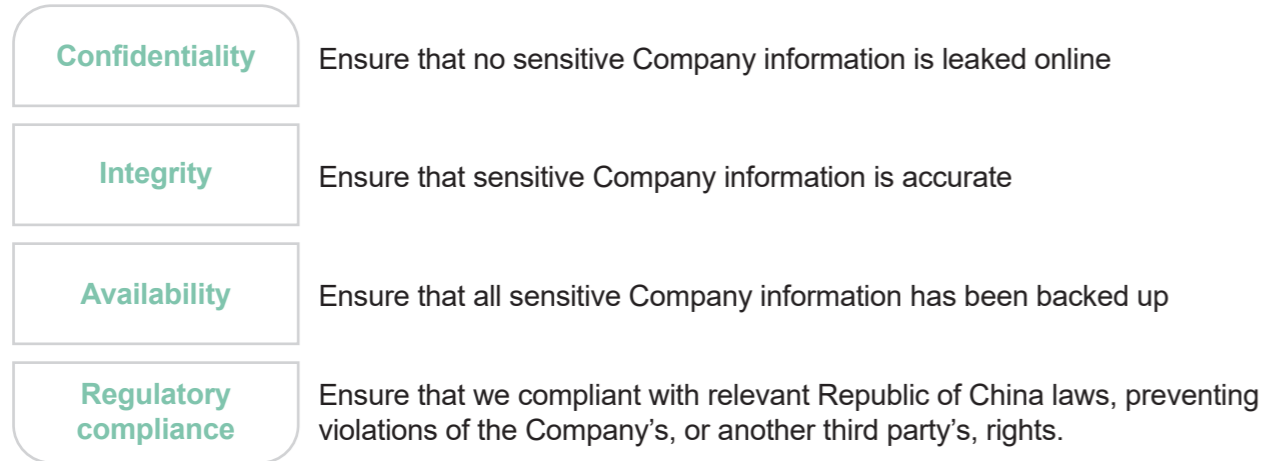 Confidentiality
Ensure that no sensitive Company information is leaked online
Integrity
Ensure that sensitive Company information is accurate
Availability
Ensure that all sensitive Company information has been backed up
Regulatory
compliance
Ensure that we compliant with relevant Republic of China laws, preventing
violations of the Company’s, or another third party’s, rights.